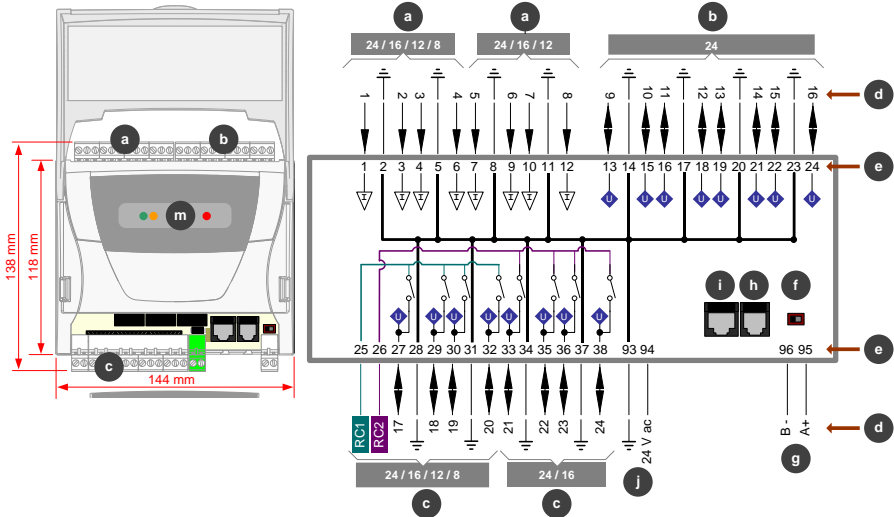 a a b
24 / 16 / 12 / 8 24 / 16 / 12 24
1 2 3 4 5 6 7 8 9 10 11 12 13 14 15 16 d
1 2 3 4 5 6 7 8 9 10 11 12 13 14 15 16 17 18 19 20 21 22 23 24 e
I I I I I I I I U U U U U U U U
a b
m
138 mm
118 mm
c
144 mm
i h f
U U U U U U U U
25 26 27 28 29 30 31 32 33 34 35 36 37 38 93 94 96 95 e
RC1 RC2 17 18 19 20 21 22 23 24 24 V ac B - A+ d
24 / 16 / 12 / 8 24 / 16 j g
c c